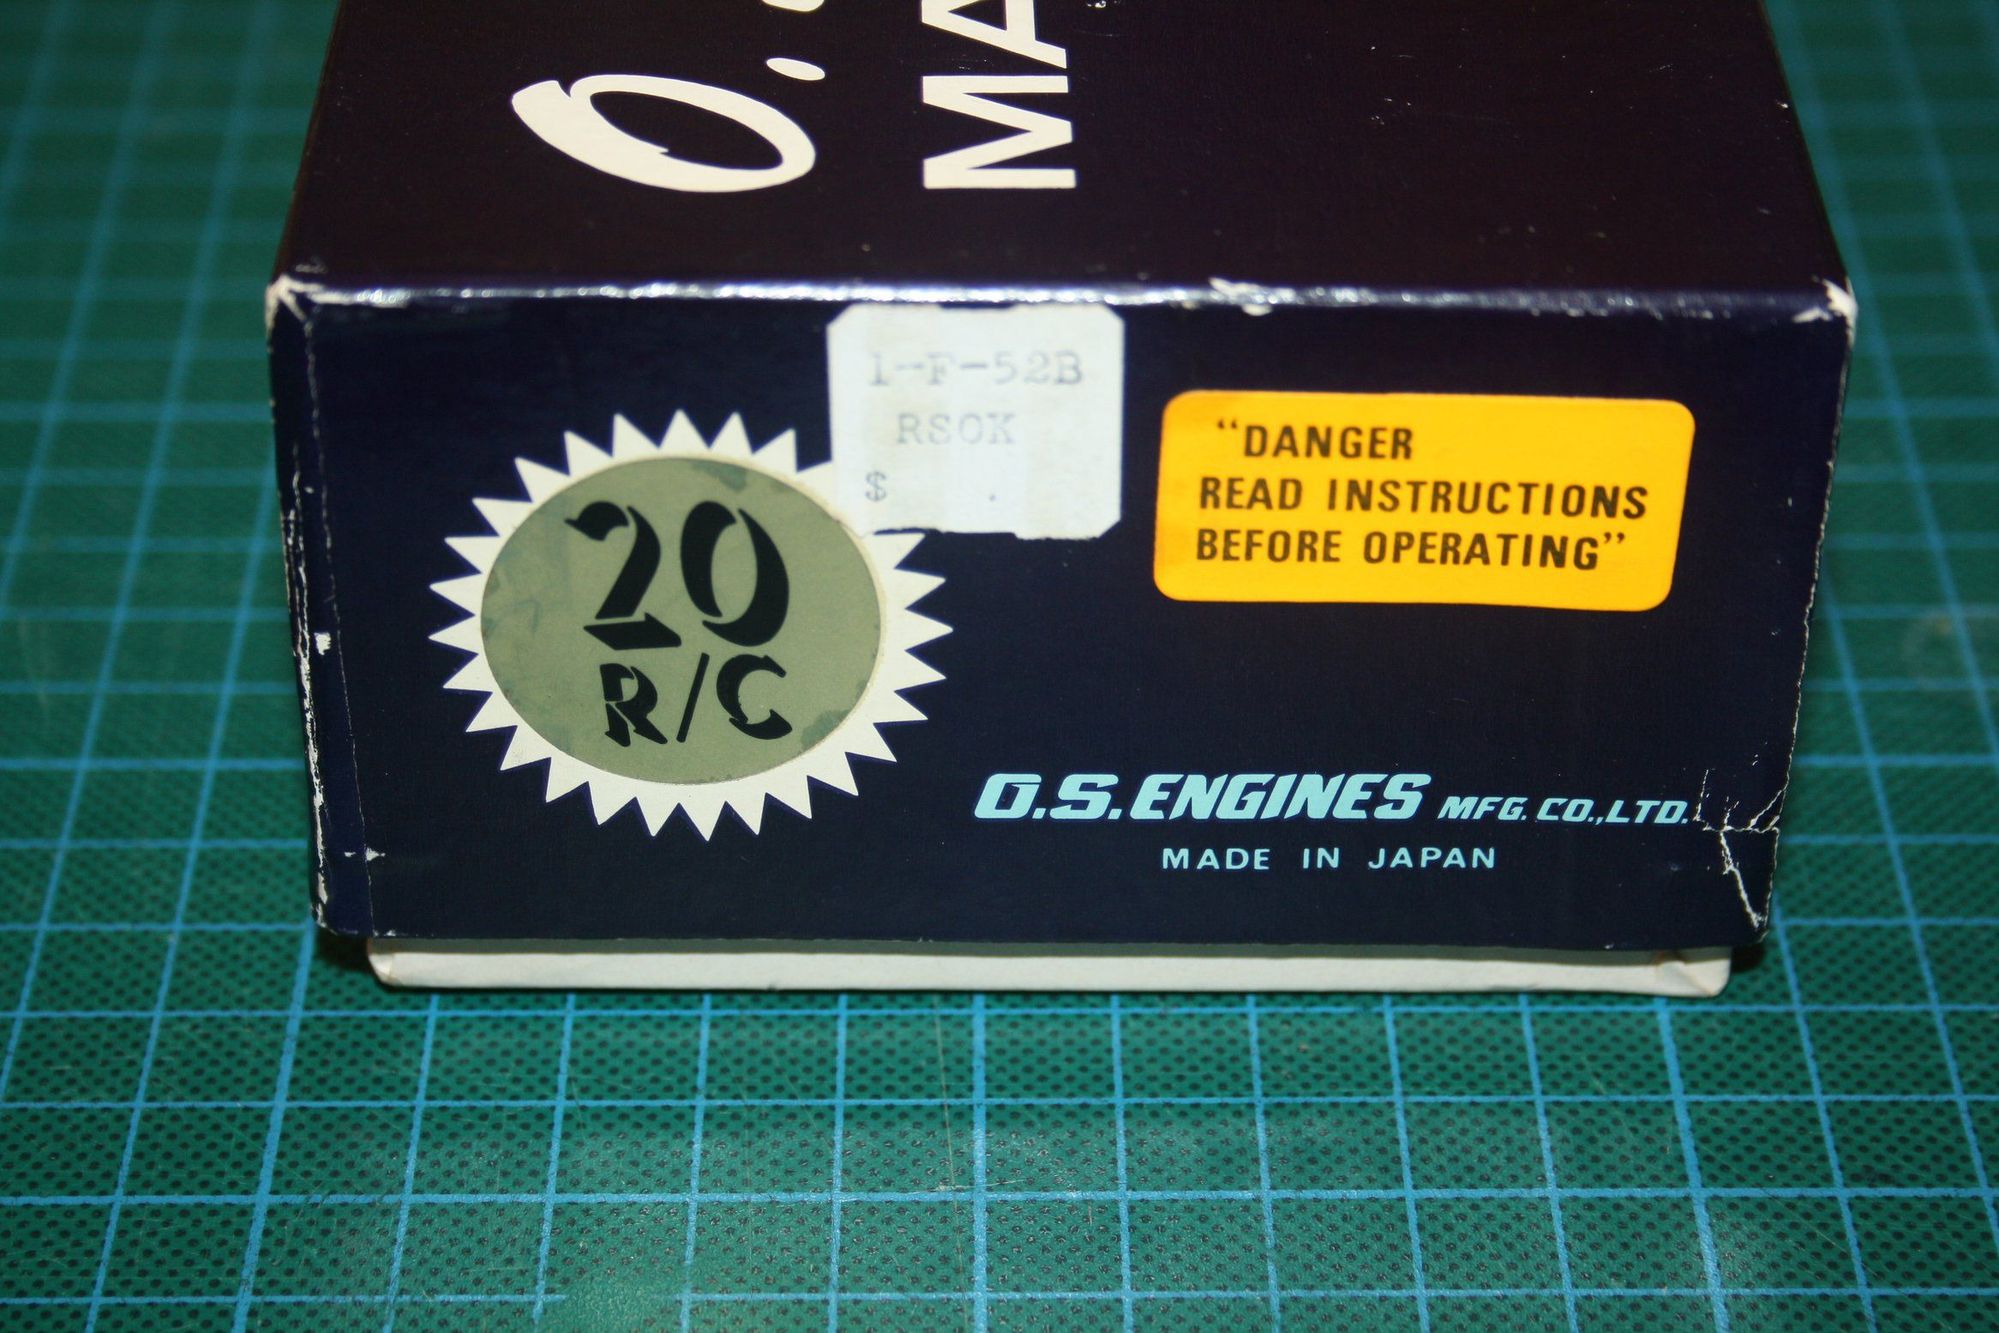 O.
MA
1-F-52B
RSOK
$ .
20
R/C
“DANGER
READ INSTRUCTIONS
BEFORE OPERATING”
O.S.ENGINES MFG. CO.,LTD.
MADE IN JAPAN